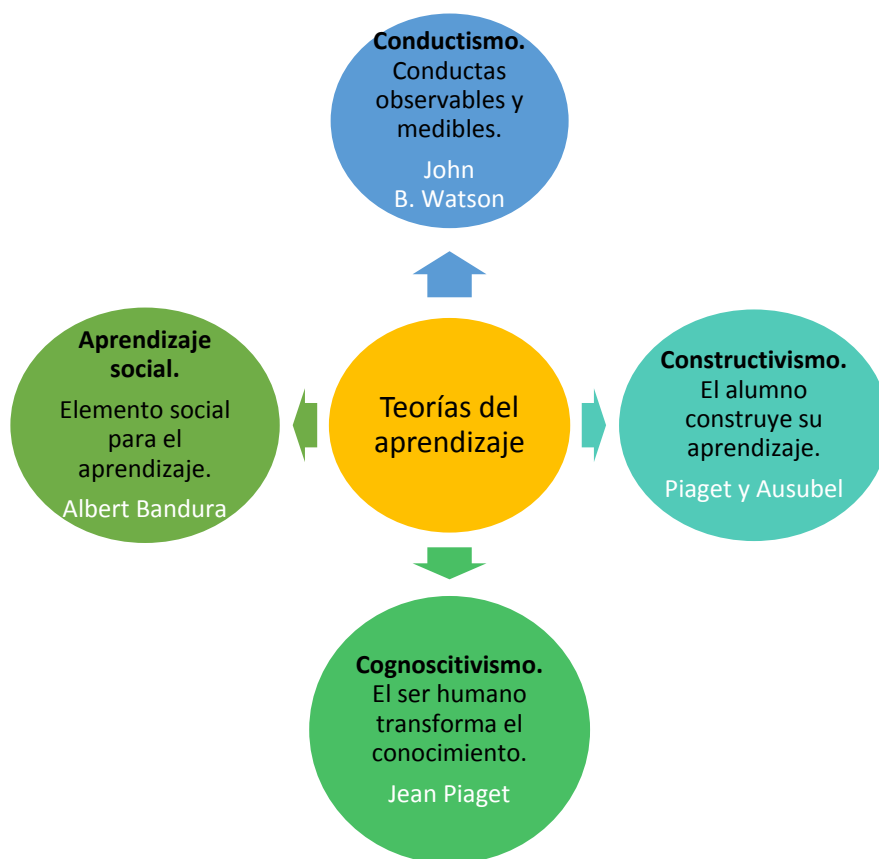 Conductismo.
Conductas
observables y
medibles.
John
B. Watson
Aprendizaje
social.
Elemento social
para el
aprendizaje.
Albert Bandura
Teorías del
aprendizaje
Constructivismo.
El alumno
construye su
aprendizaje.
Piaget y Ausubel
Cognoscitivismo.
El ser humano
transforma el
conocimiento.
Jean Piaget